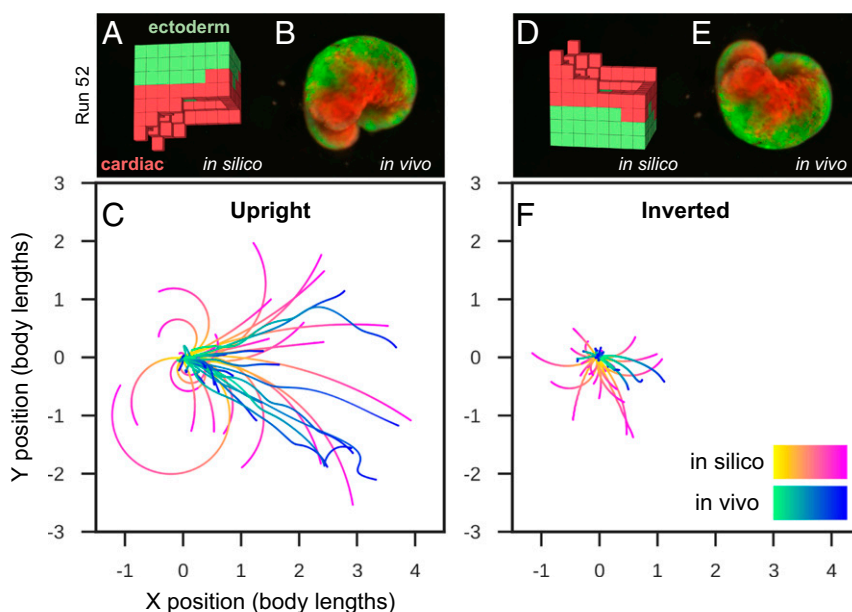 A
ectoderm
B
D
E
Run 52
cardiac
in silico
in vivo
in silico
in vivo
C
Upright
F
Inverted
3
2
1
0
-1
-2
-3
3
2
1
0
-1
-2
-3
Y position (body lengths)
in silico
in vivo
-1 0 1 2 3 4
-1 0 1 2 3 4
X position (body lengths)